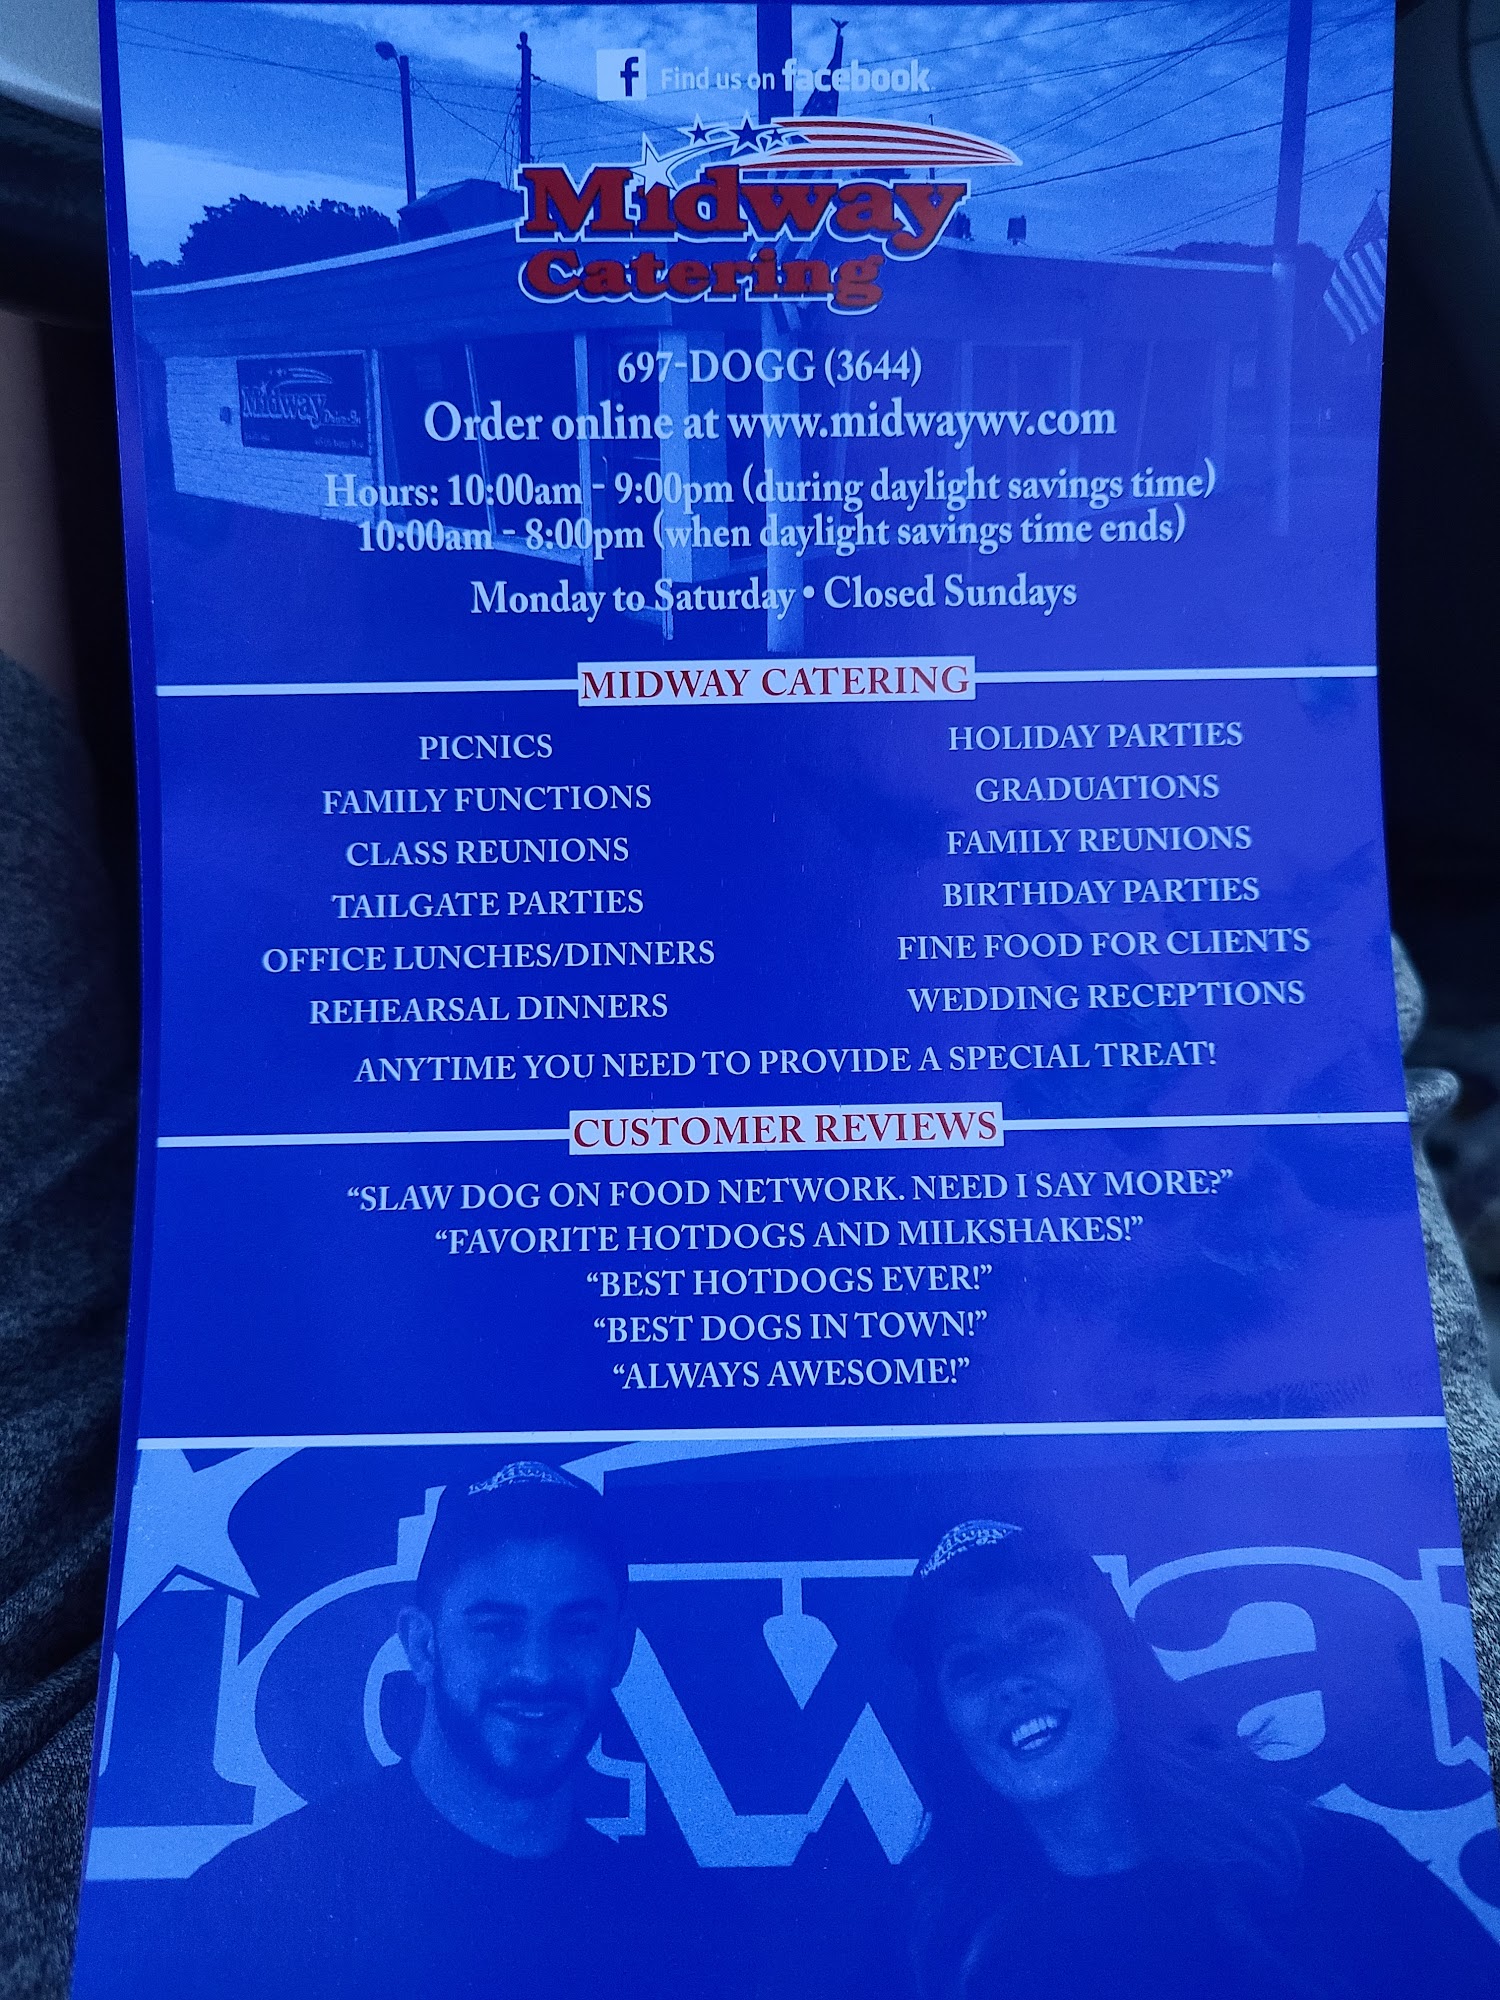 f Find us on facebook.
Midway
Catering
Midway
697-DOGG (3644)
Order online at www.midwaywv.com
Hours: 10:00am - 9:00pm (during daylight savings time)
10:00am - 8:00pm (when daylight savings time ends)
Monday to Saturday • Closed Sundays
MIDWAY CATERING
PICNICS
FAMILY FUNCTIONS
CLASS REUNIONS
TAILGATE PARTIES
OFFICE LUNCHES/DINNERS
REHEARSAL DINNERS
HOLIDAY PARTIES
GRADUATIONS
FAMILY REUNIONS
BIRTHDAY PARTIES
FINE FOOD FOR CLIENTS
WEDDING RECEPTIONS
ANYTIME YOU NEED TO PROVIDE A SPECIAL TREAT!
CUSTOMER REVIEWS
“SLAW DOG ON FOOD NETWORK. NEED I SAY MORE?”
“FAVORITE HOTDOGS AND MILKSHAKES!”
“BEST HOTDOGS EVER!”
“BEST DOGS IN TOWN!”
“ALWAYS AWESOME!”